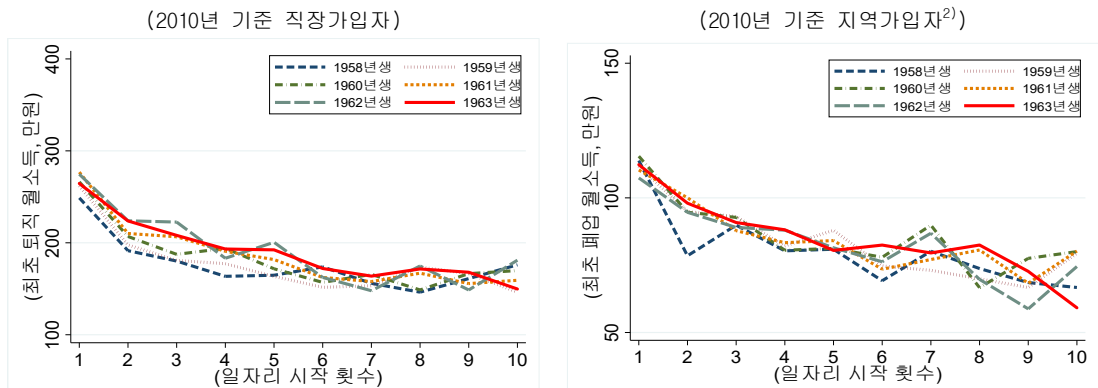 (2010년 기준 직장가입자)
400
300
200
100
(최초 퇴직 월소득, 만원)
1958년생
1959년생
1960년생
1961년생
1962년생
1963년생
1 2 3 4 5 6 7 8 9 10
(일자리 시작 횟수)
(2010년 기준 지역가입자2))
150
100
50
(최초 폐업 월소득, 만원)
1958년생
1959년생
1960년생
1961년생
1962년생
1963년생
1 2 3 4 5 6 7 8 9 10
(일자리 시작 횟수)